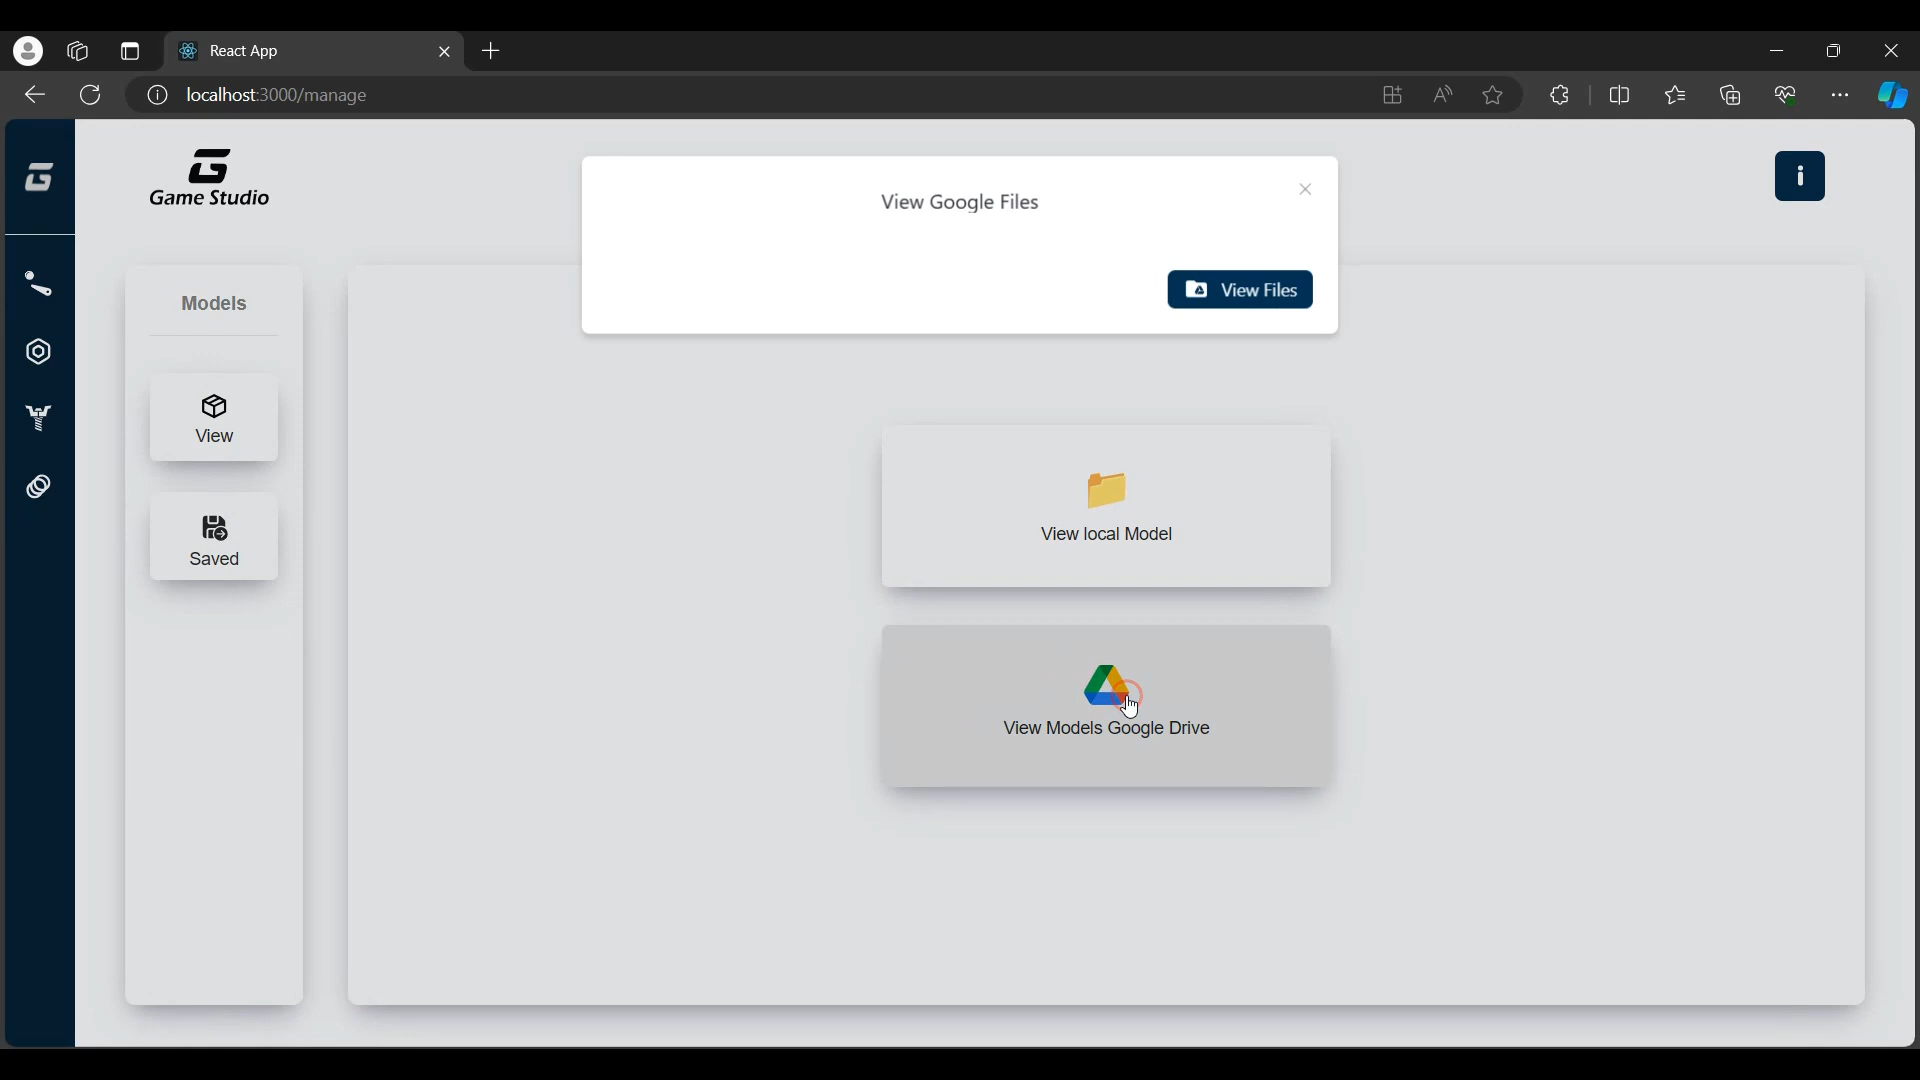 React App
localhost:3000/manage
Game Studio
View Google Files
View Files
Models
View
Saved
View local Model
View Models Google Drive